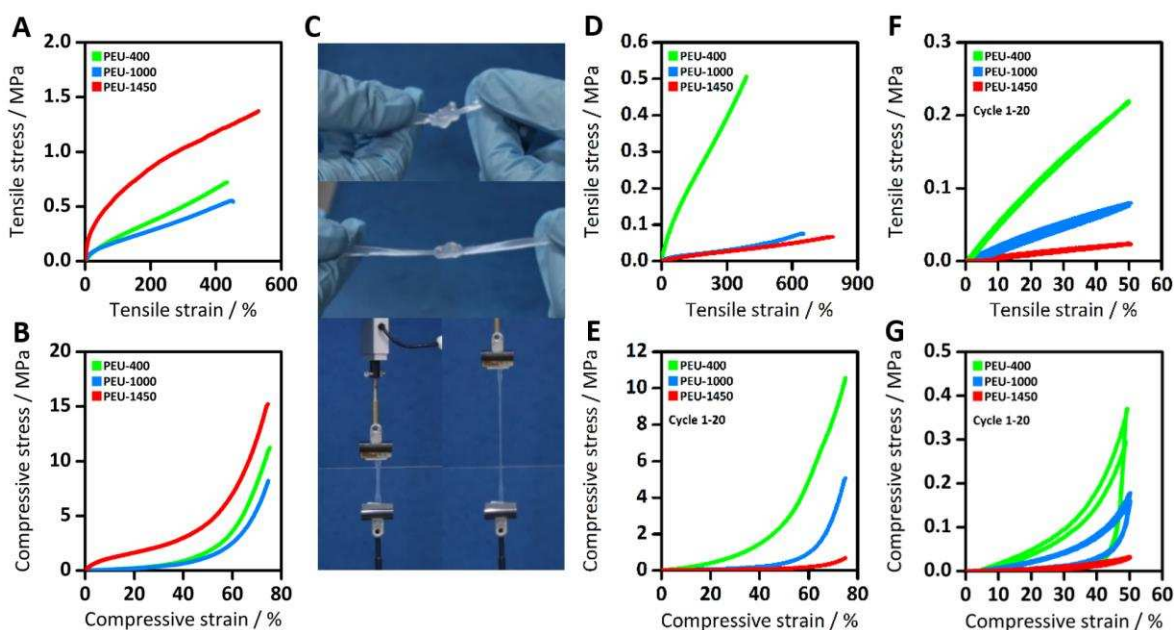 A
Tensile stress / MPa
2.0
1.5
1.0
0.5
0.0
PEU-400
PEU-1000
PEU-1450
0 200 400 600
Tensile strain / %
B
Compressive stress / MPa
20
15
10
5
0
PEU-400
PEU-1000
PEU-1450
0 10 20 30 40 50 60 70 80
Compressive strain / %
C
D
Tensile stress / MPa
0.6
0.5
0.4
0.3
0.2
0.1
0.0
PEU-400
PEU-1000
PEU-1450
0 300 600 900
Tensile strain / %
E
Compressive stress / MPa
12
10
8
6
4
2
0
PEU-400
PEU-1000
PEU-1450
Cycle 1-20
0 20 40 60 80
Compressive strain / %
F
Tensile stress / MPa
0.3
0.2
0.1
0.0
PEU-400
PEU-1000
PEU-1450
Cycle 1-20
0 10 20 30 40 50 60
Tensile strain / %
G
Compressive stress / MPa
0.5
0.4
0.3
0.2
0.1
0.0
PEU-400
PEU-1000
PEU-1450
Cycle 1-20
0 10 20 30 40 50 60
Compressive strain / %